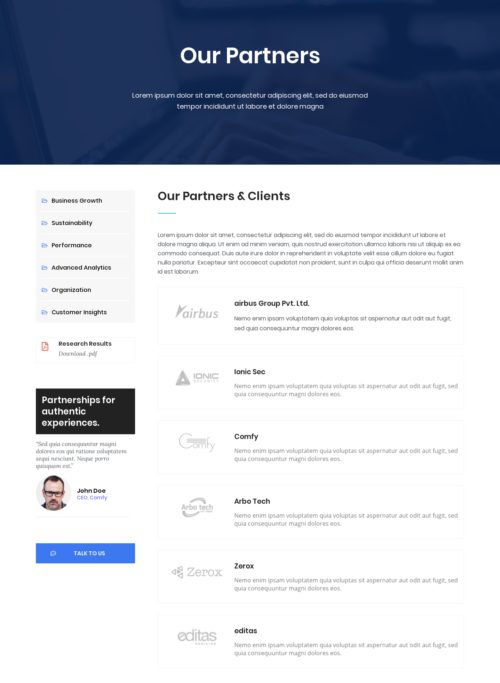 Our Partners
Lorem ipsum dolor sit amet, consectetur adipiscing elit, sed do eiusmod
tempor incididunt ut labore et dolore magna
Business Growth
Sustainability
Performance
Advanced Analytics
Organization
Customer Insights
Research Results
Download .pdf
Partnerships for
authentic
experiences.
"Sed quia consequuntur magni
dolores eos qui ratione voluptatem
sequi nesciunt. Neque porro
quisquam est."
John Doe
CEO, Comfy
TALK TO US
Our Partners & Clients
Lorem ipsum dolor sit amet, consectetur adipiscing elit, sed do eiusmod tempor incididunt ut labore et
dolore magna aliqua. Ut enim ad minim veniam, quis nostrud exercitation ullamco laboris nisi ut aliquip ex ea
commodo consequat. Duis aute irure dolor in reprehenderit in voluptate velit esse cillum dolore eu fugiat
nulla pariatur. Excepteur sint occaecat cupidatat non proident, sunt in culpa qui officia deserunt mollit anim
id est laborum
airbus
airbus Group Pvt. Ltd.
Nemo enim ipsam voluptatem quia voluptas sit aspernatur aut odit aut fugit,
sed quia consequuntur magni dolores eos.
IONIC
SECURITY
Ionic Sec
Nemo enim ipsam voluptatem quia voluptas sit aspernatur aut odit aut fugit, sed
quia consequuntur magni dolores eos.
Comfy
Comfy
Nemo enim ipsam voluptatem quia voluptas sit aspernatur aut odit aut fugit, sed
quia consequuntur magni dolores eos.
Arbo tech
Arbo Tech
Nemo enim ipsam voluptatem quia voluptas sit aspernatur aut odit aut fugit, sed
quia consequuntur magni dolores eos.
Zerox
Zerox
Nemo enim ipsam voluptatem quia voluptas sit aspernatur aut odit aut fugit, sed
quia consequuntur magni dolores eos.
editas
editas
Nemo enim ipsam voluptatem quia voluptas sit aspernatur aut odit aut fugit, sed
quia consequuntur magni dolores eos.